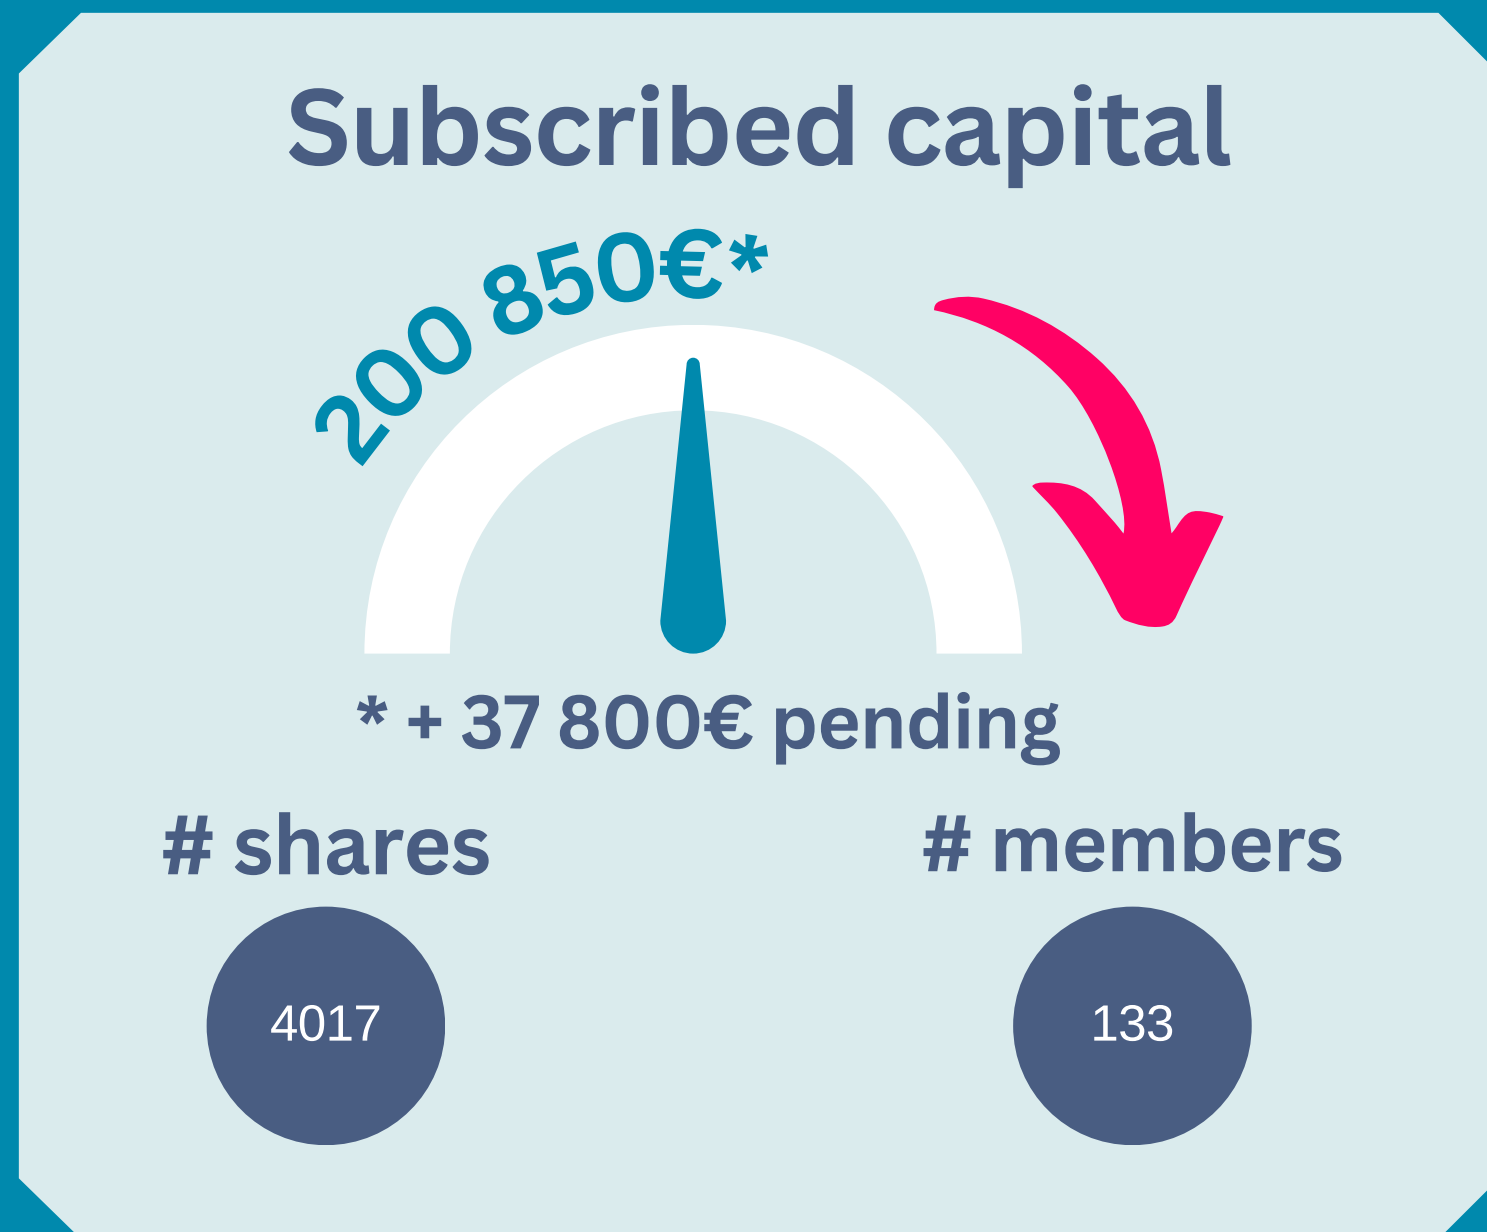 Subscribed capital
200 850€*
* + 37 800€ pending
# shares
# members
4017
133